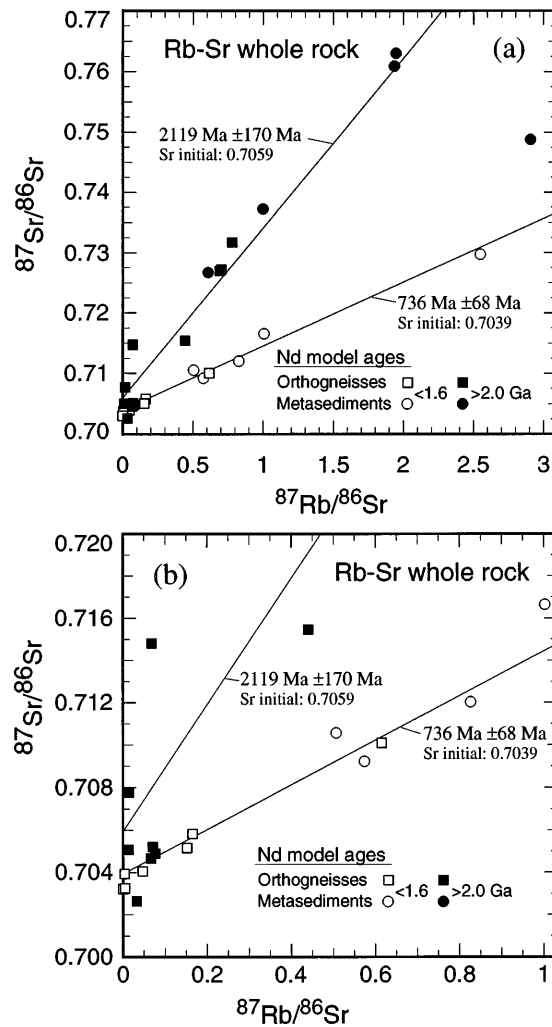 0.77
Rb-Sr whole rock
(a)
0.76
2119 Ma ±170 Ma
Sr initial: 0.7059
0.75
0.74
⁸⁷Sr/⁸⁶Sr
0.73
736 Ma ±68 Ma
Sr initial: 0.7039
0.72
Nd model ages
Orthogneisses <1.6 >2.0 Ga
Metasediments
0.71
0.70
0 0.5 1 1.5 2 2.5 3
⁸⁷Rb/⁸⁶Sr
0.720
(b)
Rb-Sr whole rock
0.716
⁸⁷Sr/⁸⁶Sr
2119 Ma ±170 Ma
Sr initial: 0.7059
0.712
736 Ma ±68 Ma
Sr initial: 0.7039
0.708
Nd model ages
0.704
Orthogneisses <1.6 >2.0 Ga
Metasediments
0.700
0 0.2 0.4 0.6 0.8 1
⁸⁷Rb/⁸⁶Sr